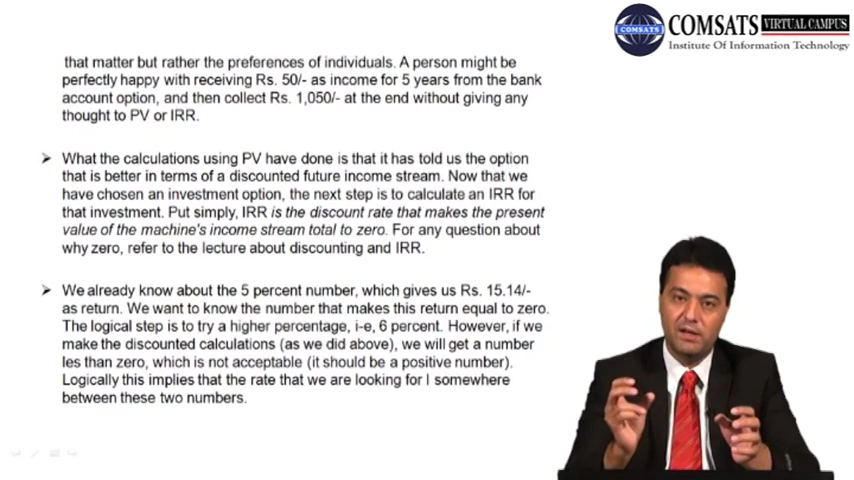 COMSATS VIRTUAL CAMPUS
COMSATS
Institute Of Information Technology
that matter but rather the preferences of individuals. A person might be
perfectly happy with receiving Rs. 50/- as income for 5 years from the bank
account option, and then collect Rs. 1,050/- at the end without giving any
thought to PV or IRR.
➤ What the calculations using PV have done is that it has told us the option
that is better in terms of a discounted future income stream. Now that we
have chosen an investment option, the next step is to calculate an IRR for
that investment. Put simply, IRR is the discount rate that makes the present
value of the machine's income stream total to zero. For any question about
why zero, refer to the lecture about discounting and IRR.
➤ We already know about the 5 percent number, which gives us Rs. 15.14/-
as return. We want to know the number that makes this return equal to zero.
The logical step is to try a higher percentage, i-e, 6 percent. However, if we
make the discounted calculations (as we did above), we will get a number
les than zero, which is not acceptable (it should be a positive number).
Logically this implies that the rate that we are looking for I somewhere
between these two numbers.